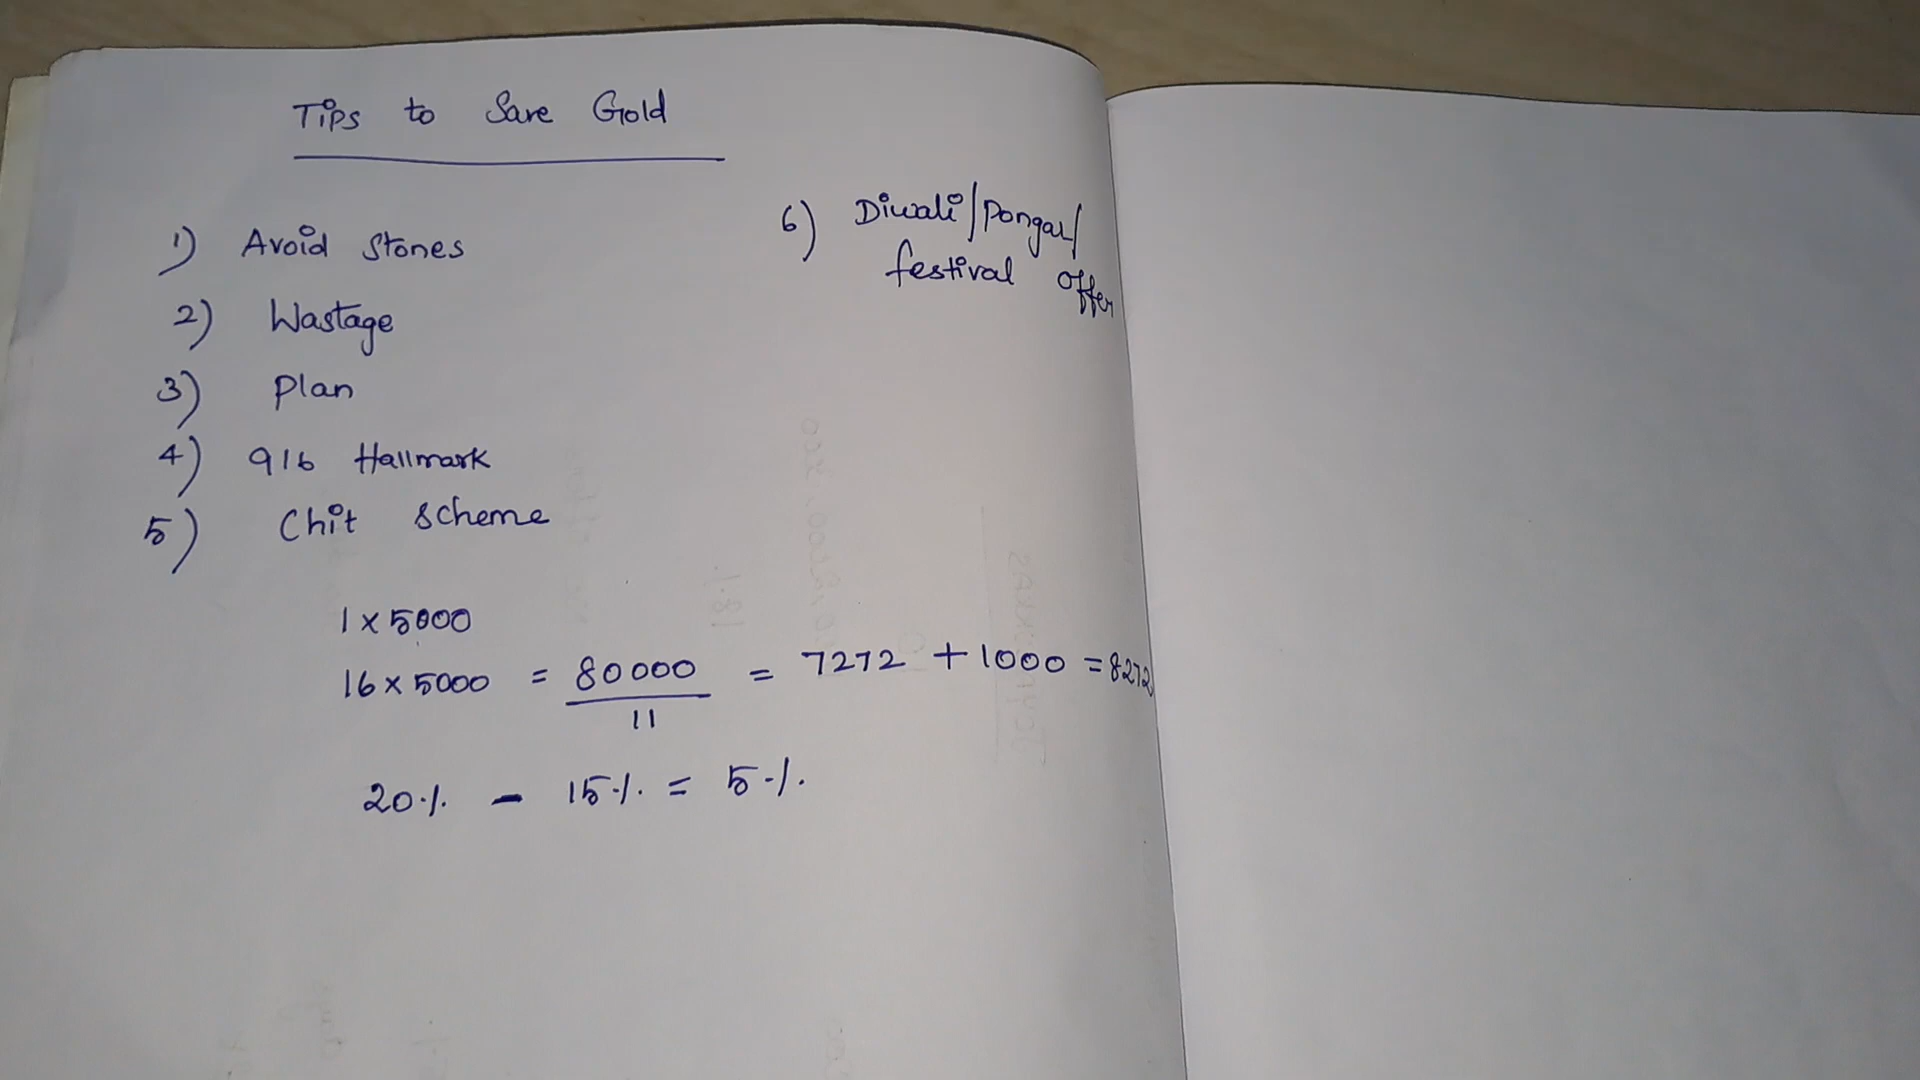 Tips to Save Gold
1) Avoid Stones
2) Wastage
3) Plan
4) 916 Hallmark
5) Chit Scheme
1 x 5000
16 x 5000 = 80000 / 11 = 7272 + 1000 = 8272
20% - 15% = 5%
6) Diwali/Pongal/
festival offer